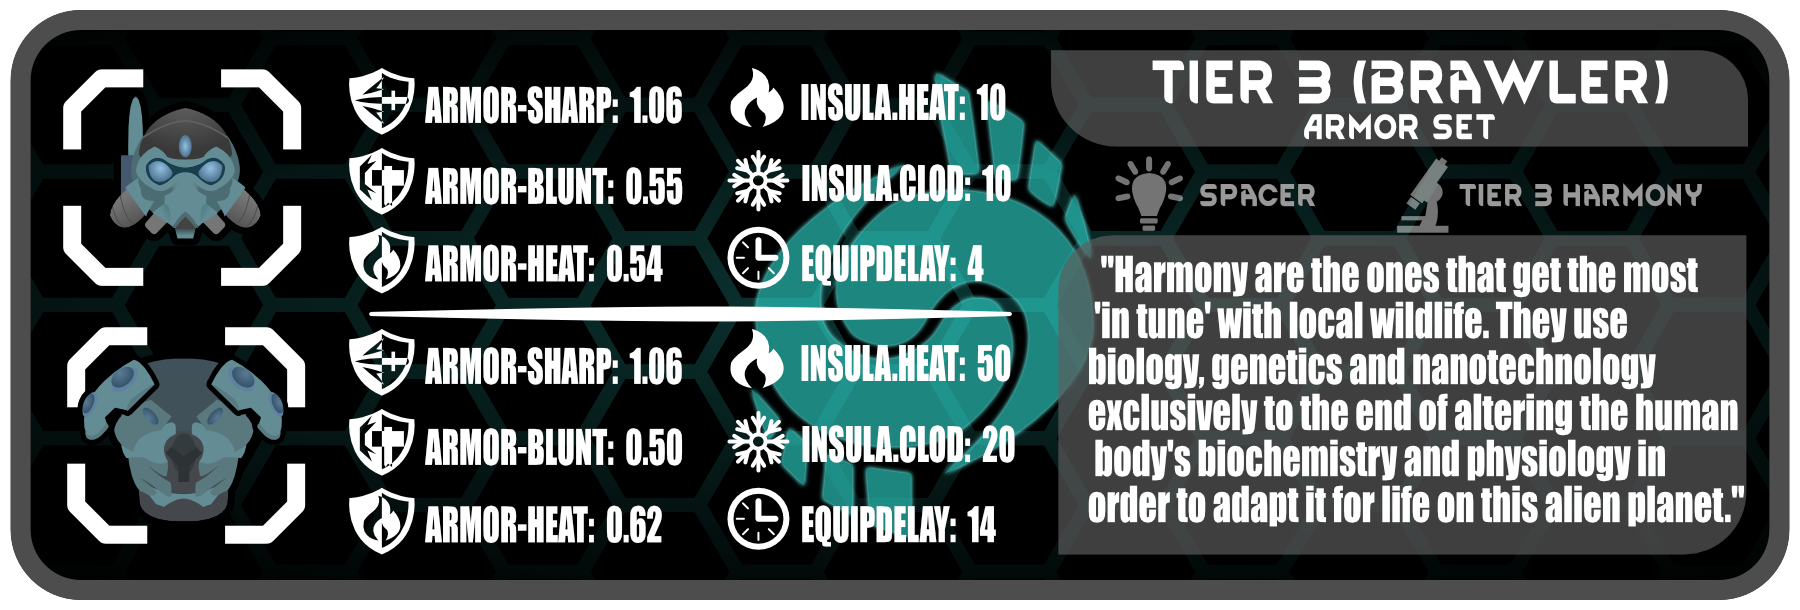 ARMOR-SHARP: 1.06
ARMOR-BLUNT: 0.55
ARMOR-HEAT: 0.54
INSULA.HEAT: 10
INSULA.CLOD: 10
EQUIPDELAY: 4
ARMOR-SHARP: 1.06
ARMOR-BLUNT: 0.50
ARMOR-HEAT: 0.62
INSULA.HEAT: 50
INSULA.CLOD: 20
EQUIPDELAY: 14
TIER 3 (BRAWLER)
ARMOR SET
SPACER
TIER 3 HARMONY
"Harmony are the ones that get the most
'in tune' with local wildlife. They use
biology, genetics and nanotechnology
exclusively to the end of altering the human
body's biochemistry and physiology in
order to adapt it for life on this alien planet."